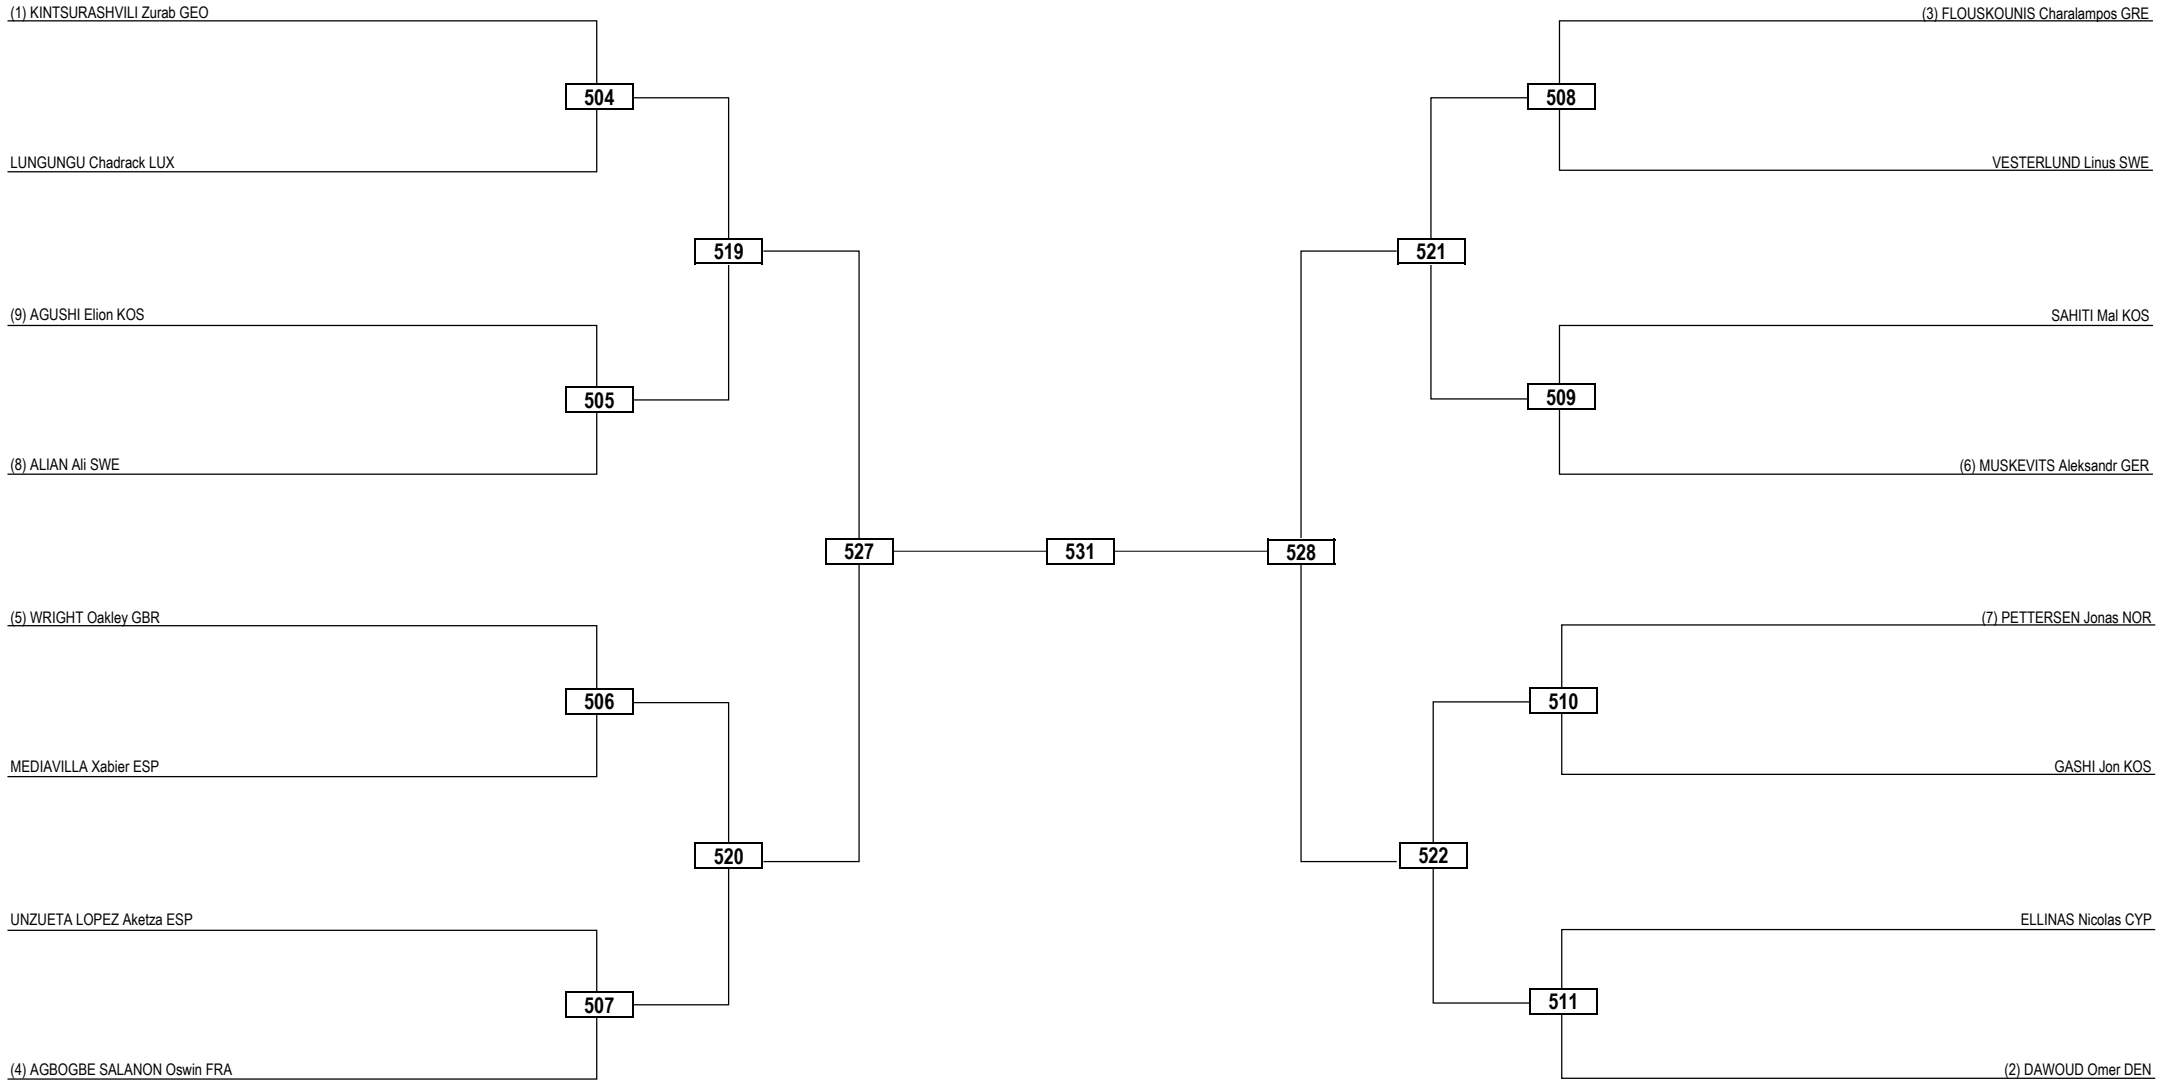 (1) KINTSURASHVILI Zurab GEO
504
LUNGUNGU Chadrack LUX
519
(9) AGUSHI Elion KOS
505
(8) ALIAN Ali SWE
527
(5) WRIGHT Oakley GBR
506
MEDIAVILLA Xabier ESP
520
UNZUETA LOPEZ Aketza ESP
507
(4) AGBOGBE SALANON Oswin FRA
531
(3) FLOUSKOUNIS Charalampos GRE
508
VESTERLUND Linus SWE
521
SAHITI Mal KOS
509
(6) MUSKEVITS Aleksandr GER
528
(7) PETTERSEN Jonas NOR
510
GASHI Jon KOS
522
ELLINAS Nicolas CYP
511
(2) DAWOUD Omer DEN